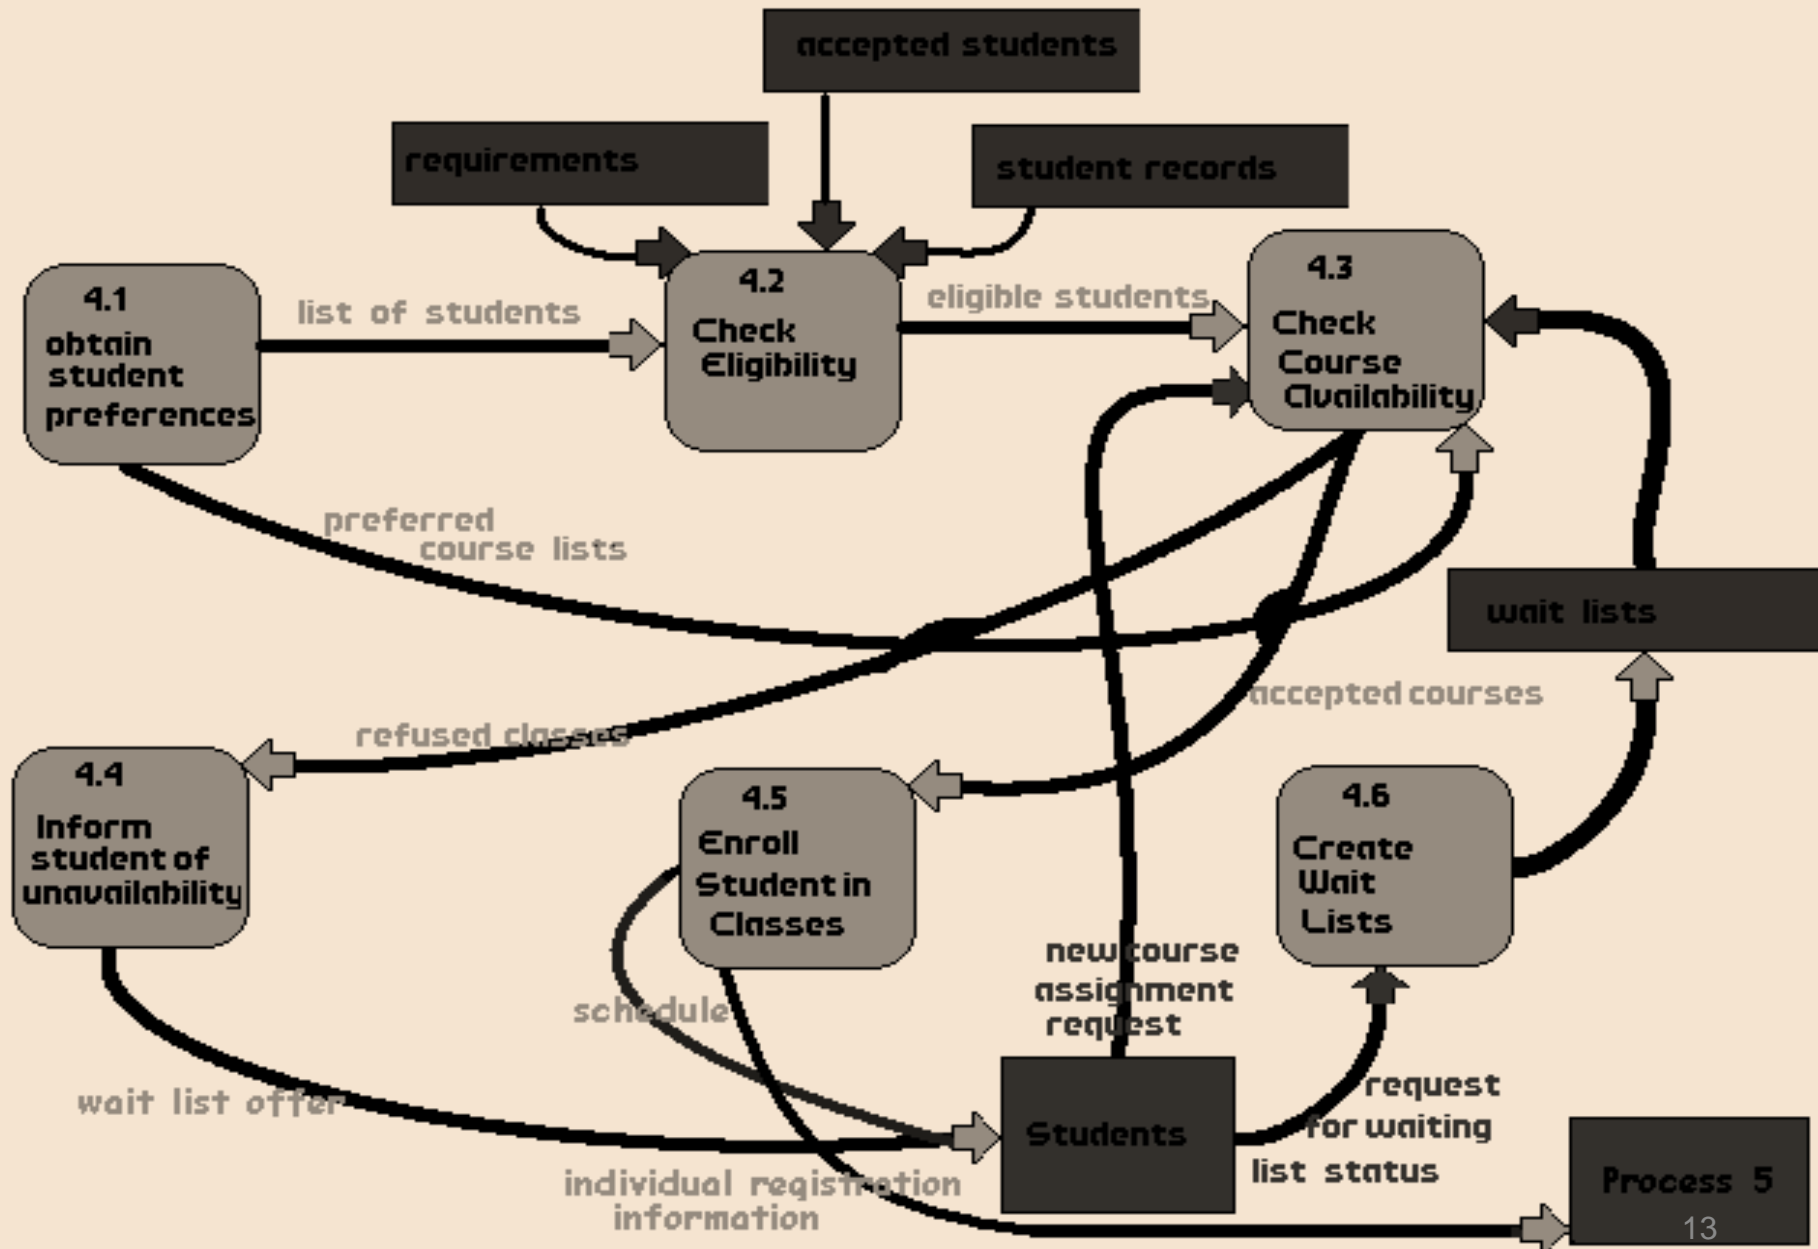 accepted students
requirements
student records
4.1
obtain
student
preferences
list of students
4.2
Check
Eligibility
eligible students
4.3
Check
Course
Availability
preferred
course lists
wait lists
accepted courses
refused classes
4.4
Inform
student of
unavailability
4.5
Enroll
Student in
Classes
4.6
Create
Wait
Lists
new course
assignment
request
schedule
wait list offer
Students
request
for waiting
list status
individual registration
information
Process 5
13